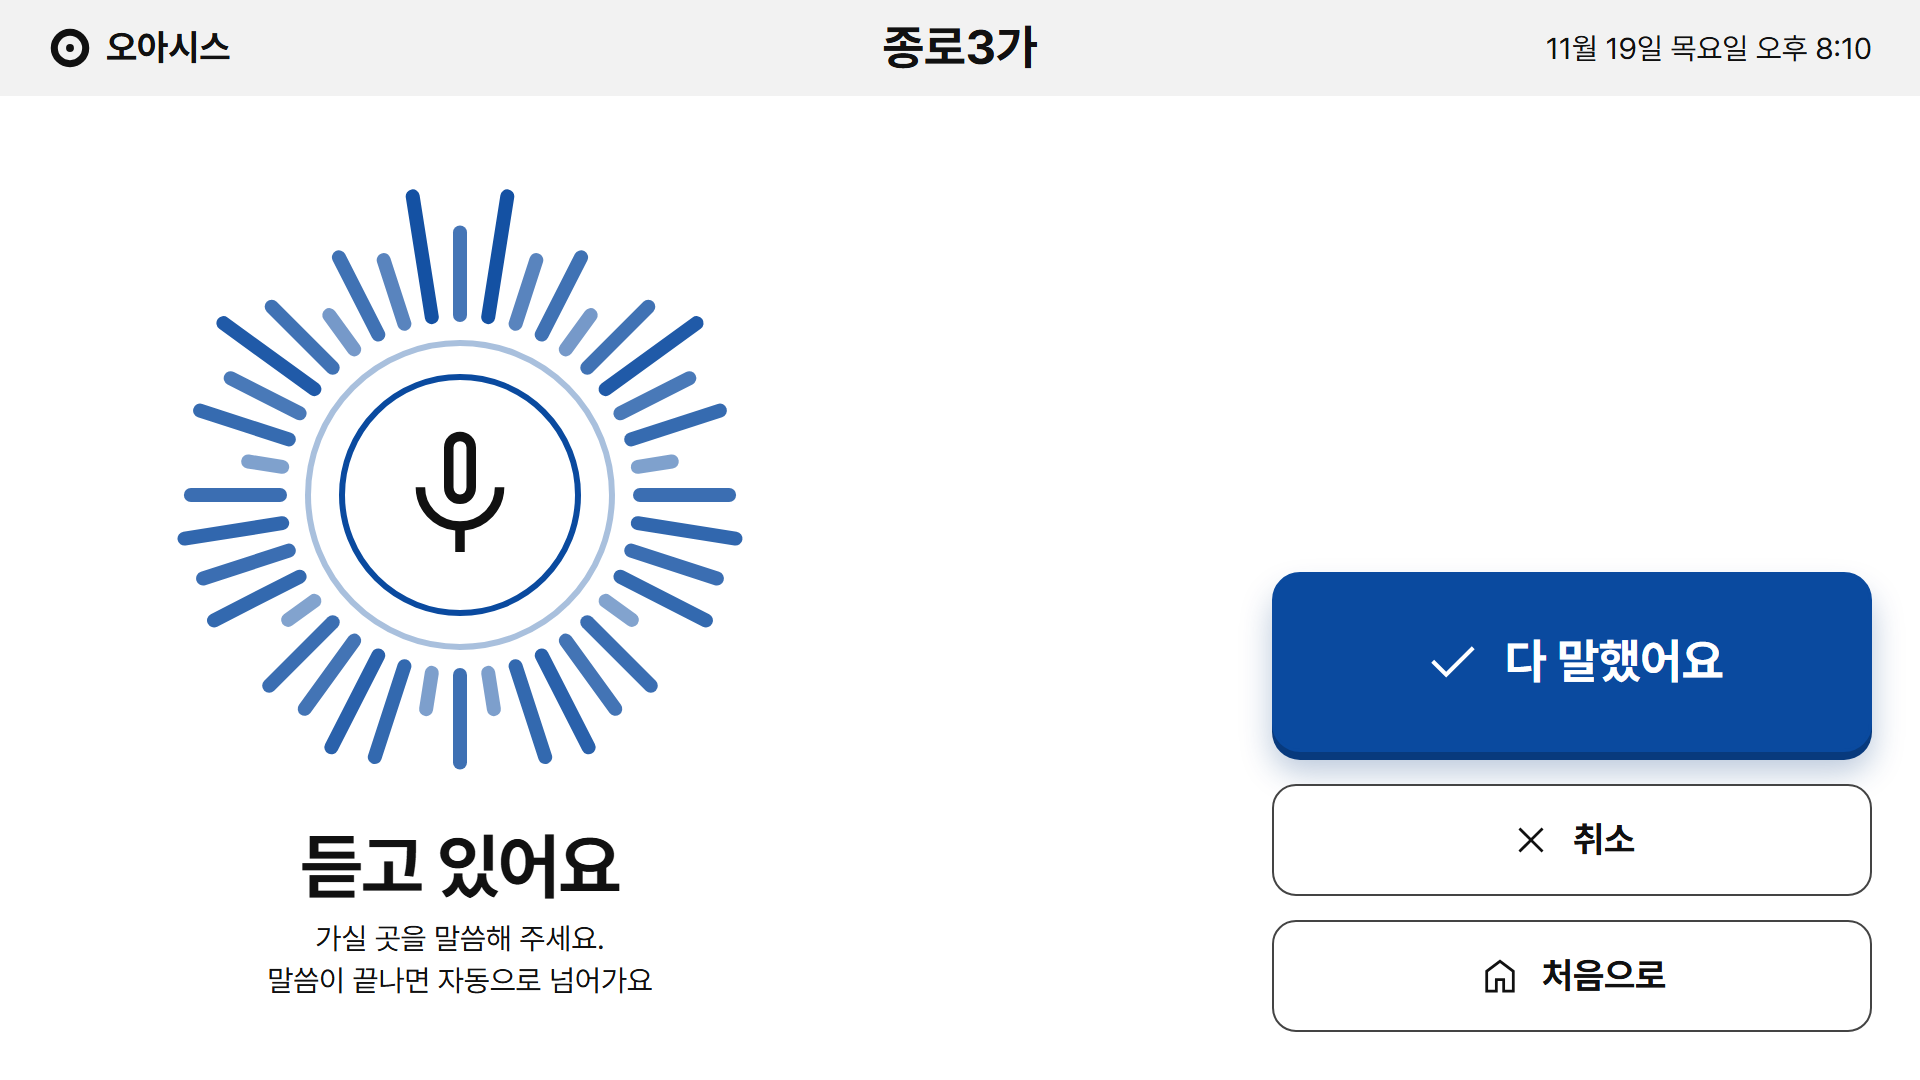 오아시스
종로3가
11월 19일 목요일 오후 8:10
듣고 있어요
가실 곳을 말씀해 주세요.
말씀이 끝나면 자동으로 넘어가요
다 말했어요
취소
처음으로